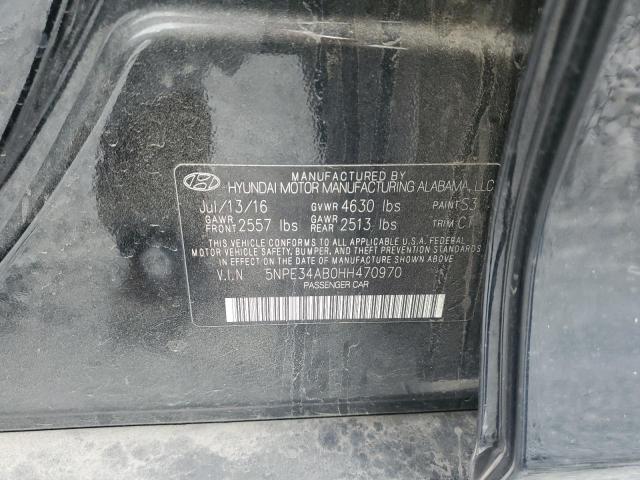 MANUFACTURED BY
HYUNDAI MOTOR MANUFACTURING ALABAMA, LLC
Jul/13/16 GVWR 4630 lbs PAINT S3
GAWR FRONT 2557 lbs GAWR REAR 2513 lbs TRIM C1
THIS VEHICLE CONFORMS TO ALL APPLICABLE U.S.A. FEDERAL
MOTOR VEHICLE SAFETY, BUMPER, AND THEFT PREVENTION STANDARDS
IN EFFECT ON THE DATE OF MANUFACTURE SHOWN ABOVE.
V.I.N 5NPE34AB0HH470970
PASSENGER CAR